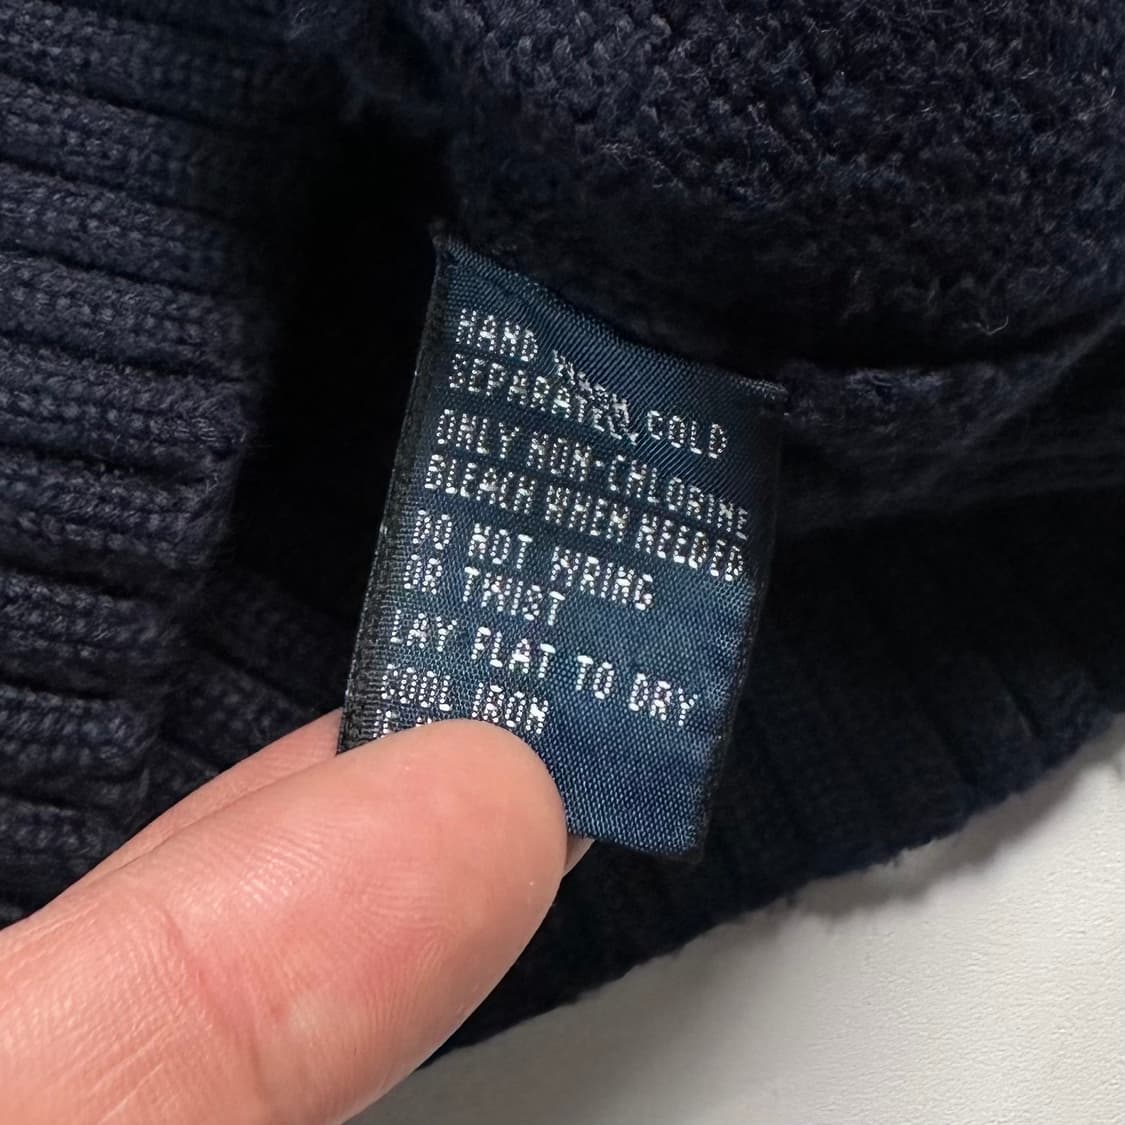 HAND WASH COLD
SEPARATELY
ONLY NON-CHLORINE
BLEACH WHEN NEEDED
DO NOT WRING
OR TWIST
LAY FLAT TO DRY
COOL IRON